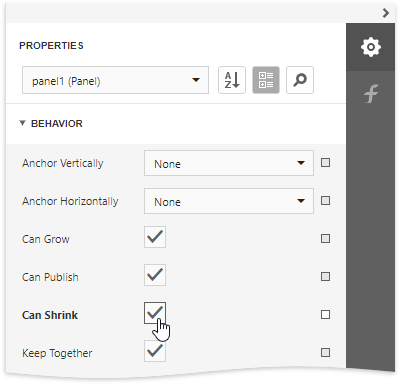 PROPERTIES
panel1 (Panel)
A
Z
BEHAVIOR
Anchor Vertically None
Anchor Horizontally None
Can Grow
Can Publish
Can Shrink
Keep Together